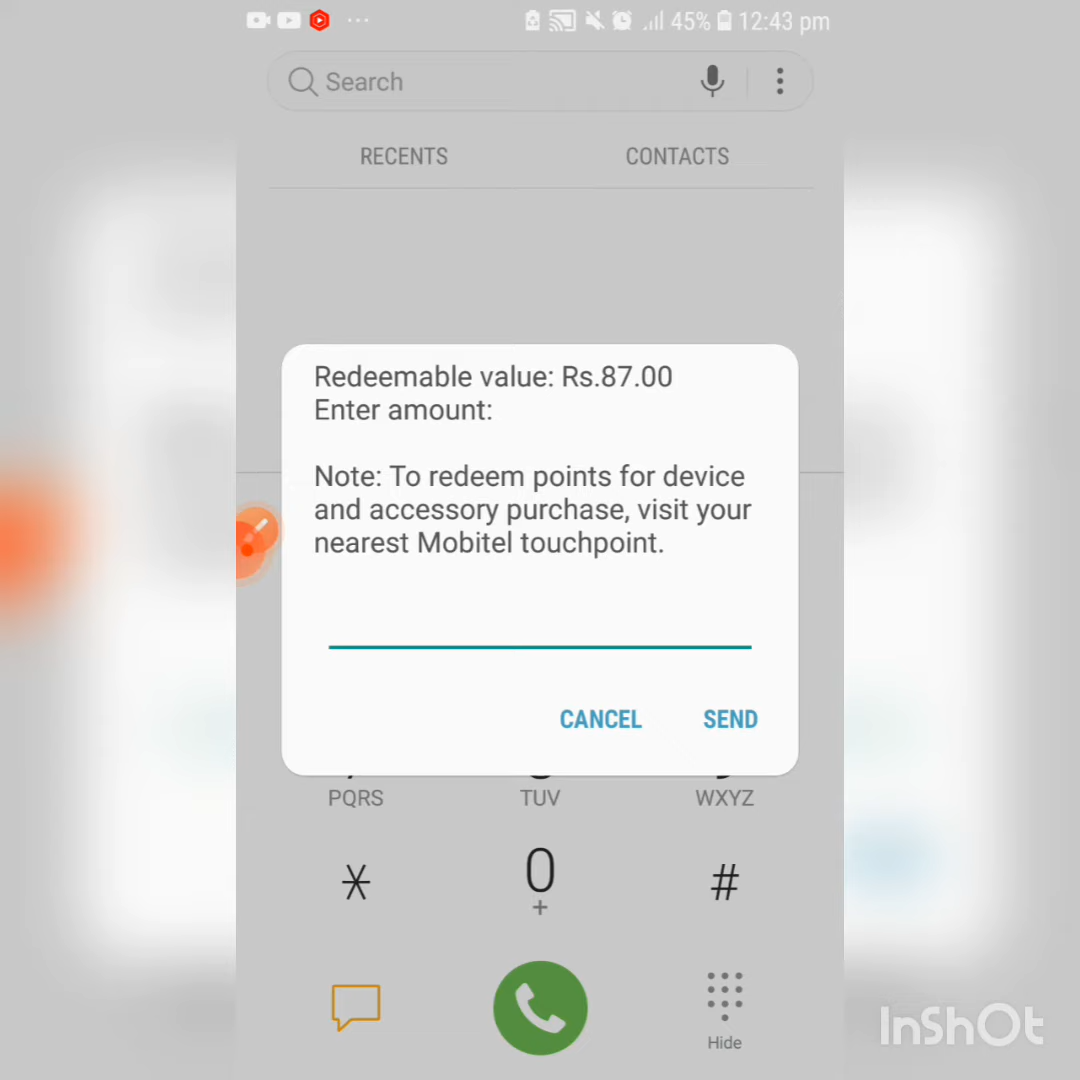 45% 12:43 pm
Search
RECENTS CONTACTS
Redeemable value: Rs.87.00
Enter amount:
Note: To redeem points for device
and accessory purchase, visit your
nearest Mobitel touchpoint.
CANCEL SEND
PQRS TUV WXYZ
* 0 #
+
Hide
InShOt